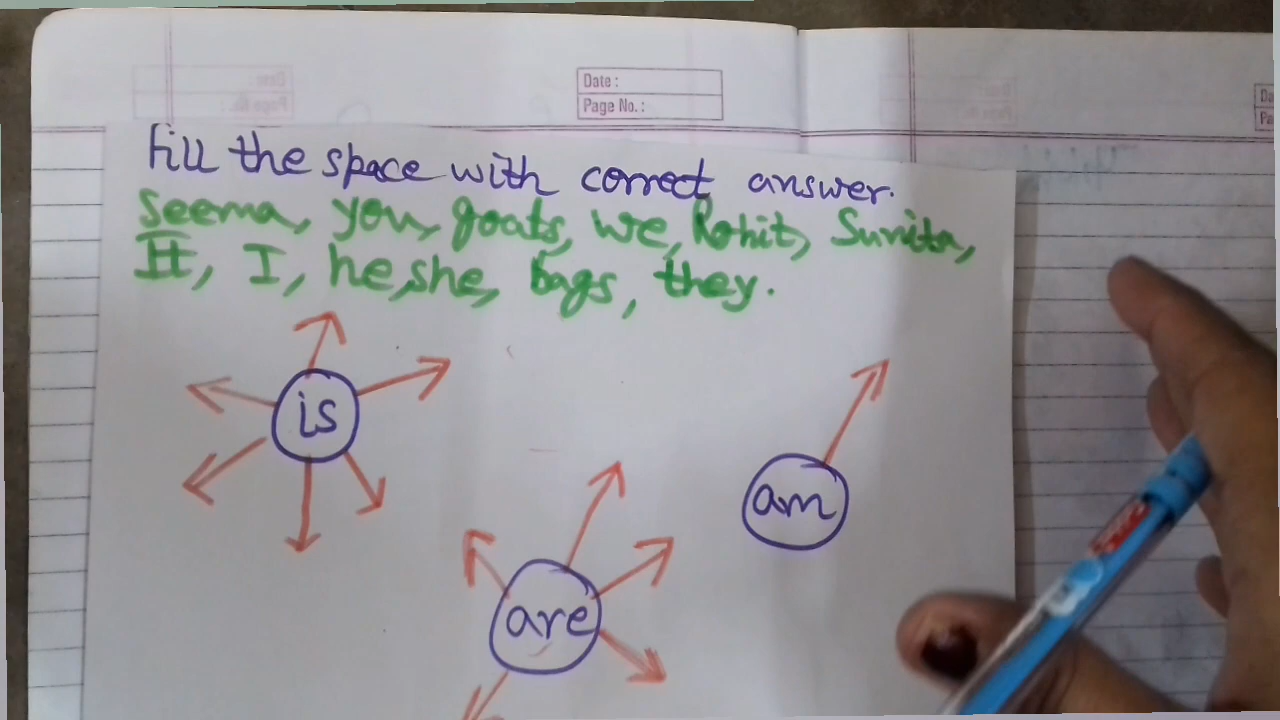 Date :
Page No. :
Fill the space with correct answer.
Seema, you, goats, we, Rohit, Sunita,
It, I, he, she, bags, they.
is
am
are